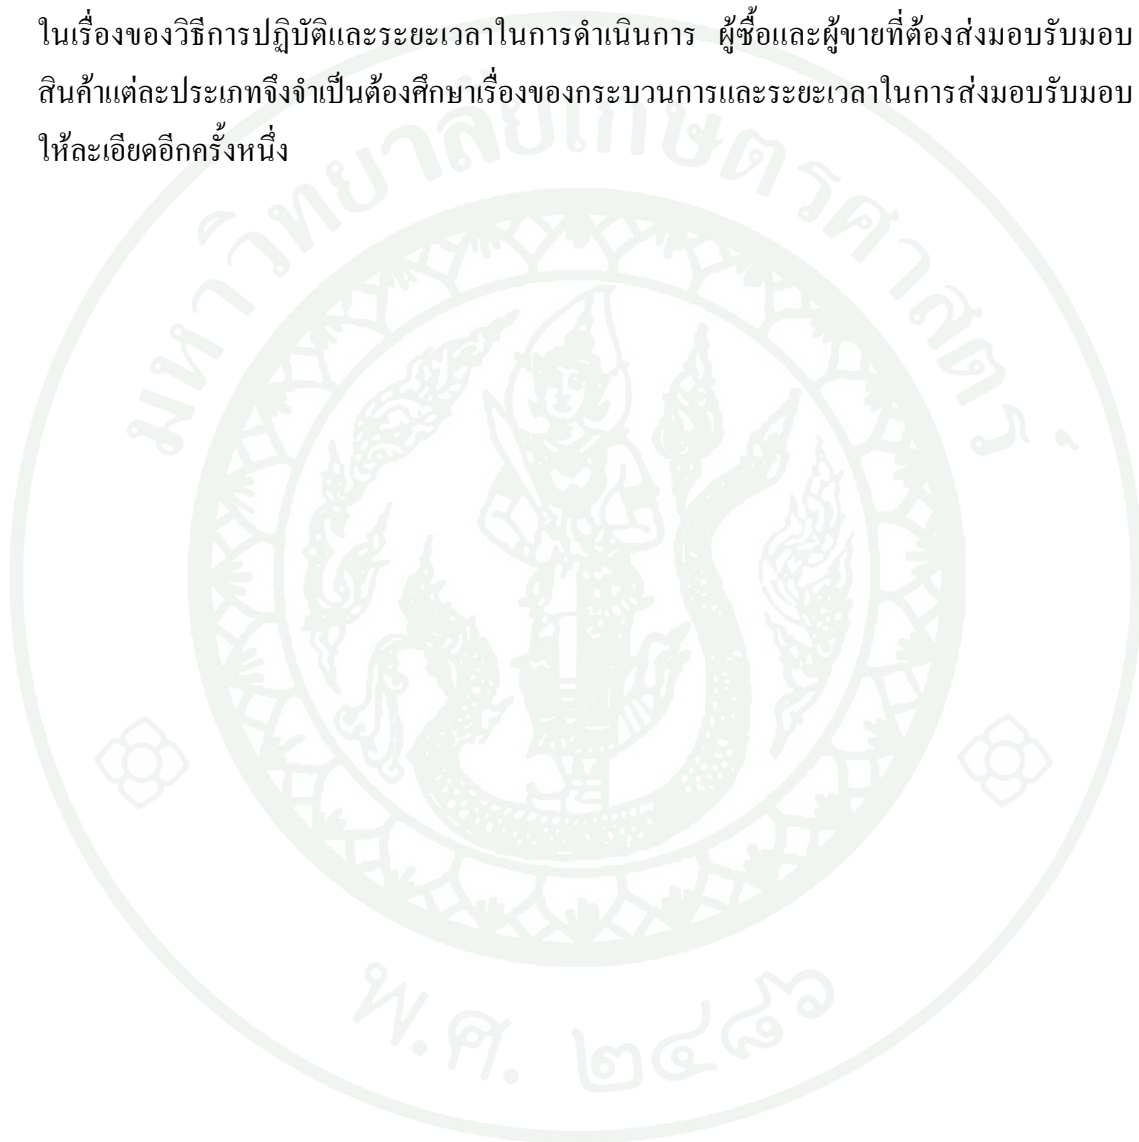 ในเรื่องของวิธีการปฏิบัติและระยะเวลาในการดำเนินการ ผู้ซื้อและผู้ขายที่ต้องส่งมอบรับมอบ
สินค้าแต่ละประเภทจึงจำเป็นต้องศึกษาเรื่องของกระบวนการและระยะเวลาในการส่งมอบรับมอบ
ให้ละเอียดอีกครั้งหนึ่ง
มหาวิทยาลัยเกษตรศาสตร์
พ.ศ. ๒๔๘๖